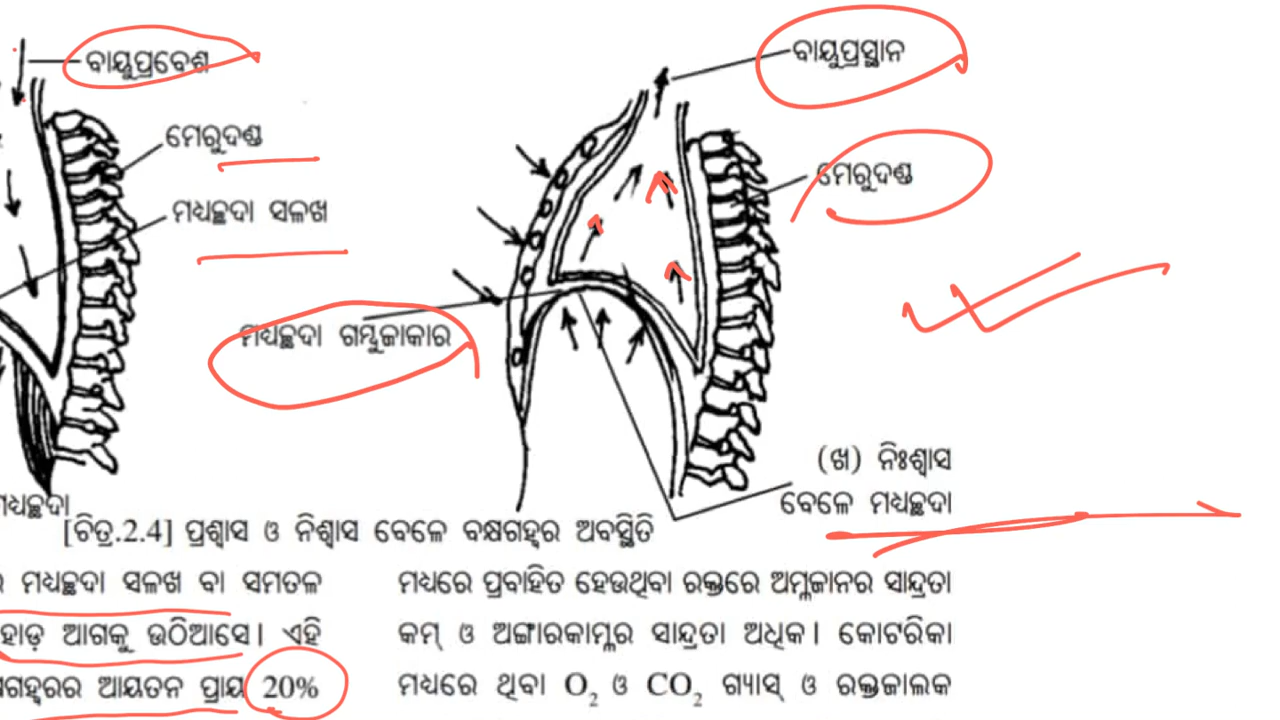 ବାୟୁପ୍ରବେଶ
ମେରୁଦଣ୍ଡ
ମଧ୍ୟଚ୍ଛଦା ସଳଖ
ମଧ୍ୟଚ୍ଛଦା
ବାୟୁପ୍ରସ୍ଥାନ
ମେରୁଦଣ୍ଡ
ମଧ୍ୟଚ୍ଛଦା ଗମ୍ବୁଜାକାର
(ଖ) ନିଃଶ୍ୱାସ
ବେଳେ ମଧ୍ୟଚ୍ଛଦା
[ଚିତ୍ର.2.4] ପ୍ରଶ୍ୱାସ ଓ ନିଶ୍ୱାସ ବେଳେ ବକ୍ଷଗହ୍ୱର ଅବସ୍ଥିତି
ମଧ୍ୟଚ୍ଛଦା ସଳଖ ବା ସମତଳ
ହାଡ଼ ଆଗକୁ ଉଠିଆସେ। ଏହି
ଆୟତନ ପ୍ରାୟ 20%
ମଧ୍ୟରେ ପ୍ରବାହିତ ହେଉଥିବା ରକ୍ତରେ ଅମ୍ଳଜାନର ସାନ୍ଦ୍ରତା
କମ୍ ଓ ଅଙ୍ଗାରକାମ୍ଳର ସାନ୍ଦ୍ରତା ଅଧିକ। କୋଟରିକା
ମଧ୍ୟରେ ଥିବା O₂ ଓ CO₂ ଗ୍ୟାସ୍ ଓ ରକ୍ତଜାଲକ